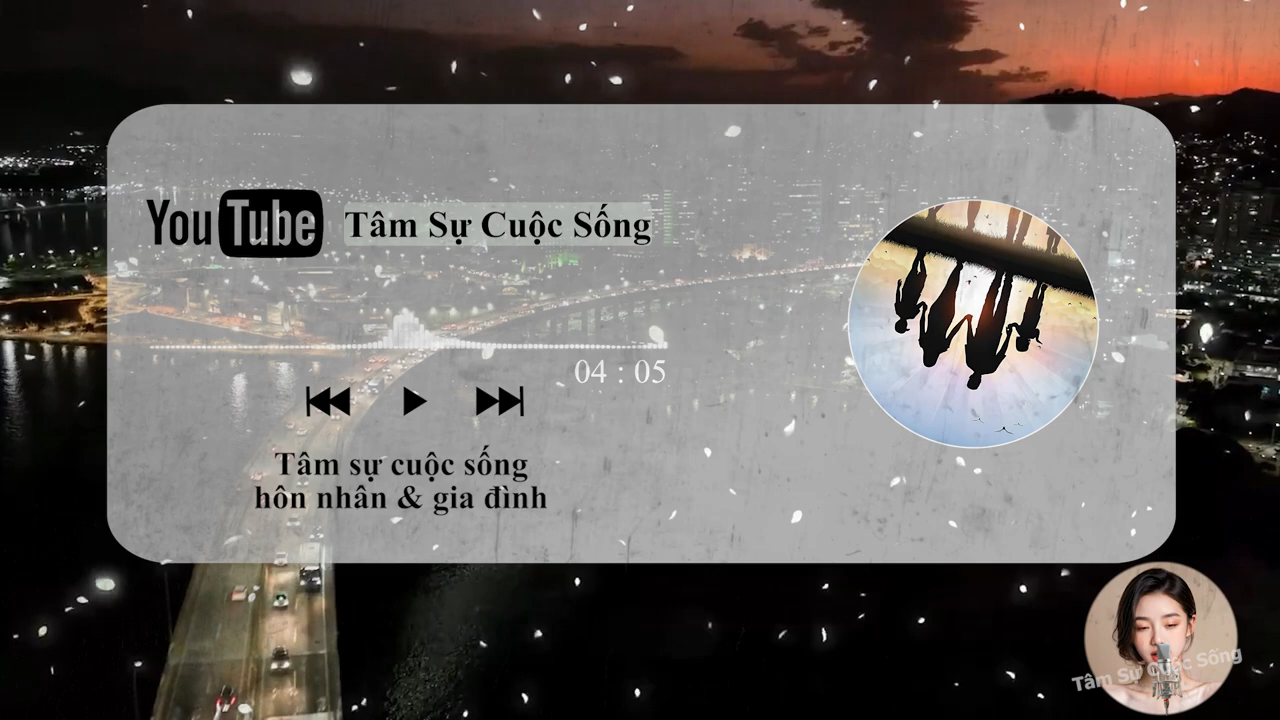 YouTube Tâm Sự Cuộc Sống
04 : 05
Tâm sự cuộc sống
hôn nhân & gia đình
Tâm Sự Cuộc Sống